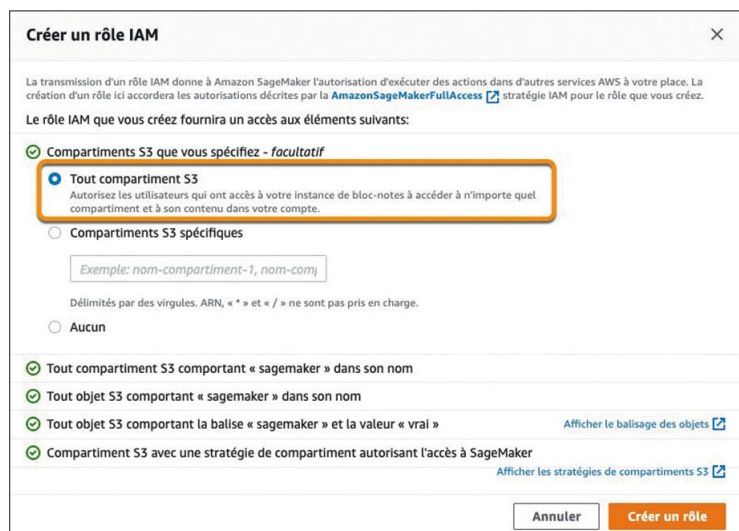 Créer un rôle IAM
La transmission d'un rôle IAM donne à Amazon SageMaker l'autorisation d'exécuter des actions dans d'autres services AWS à votre place. La
création d'un rôle ici accordera les autorisations décrites par la AmazonSageMakerFullAccess stratégie IAM pour le rôle que vous créez.
Le rôle IAM que vous créez fournira un accès aux éléments suivants:
Compartiments S3 que vous spécifiez - facultatif
Tout compartiment S3
Autorisez les utilisateurs qui ont accès à votre instance de bloc-notes à accéder à n'importe quel
compartiment et à son contenu dans votre compte.
Compartiments S3 spécifiques
Exemple: nom-compartiment-1, nom-comp
Délimités par des virgules. ARN, « * » et « / » ne sont pas pris en charge.
Aucun
Tout compartiment S3 comportant « sagemaker » dans son nom
Tout objet S3 comportant « sagemaker » dans son nom
Tout objet S3 comportant la balise « sagemaker » et la valeur « vrai » Afficher le balisage des objets
Compartiment S3 avec une stratégie de compartiment autorisant l'accès à SageMaker
Afficher les stratégies de compartiments S3
Annuler Créer un rôle